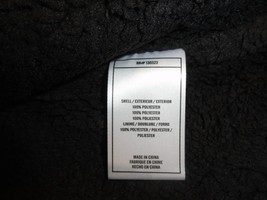 SHELL / EXTERIEUR / EXTERIOR
100% POLYESTER
100% POLYESTER
100% POLYESTER
LINING / DOUBLURE / FORRO
100% POLYESTER / POLYESTER /
POLIESTER
MADE IN CHINA
FABRIQUE EN CHINE
HECHO EN CHINA